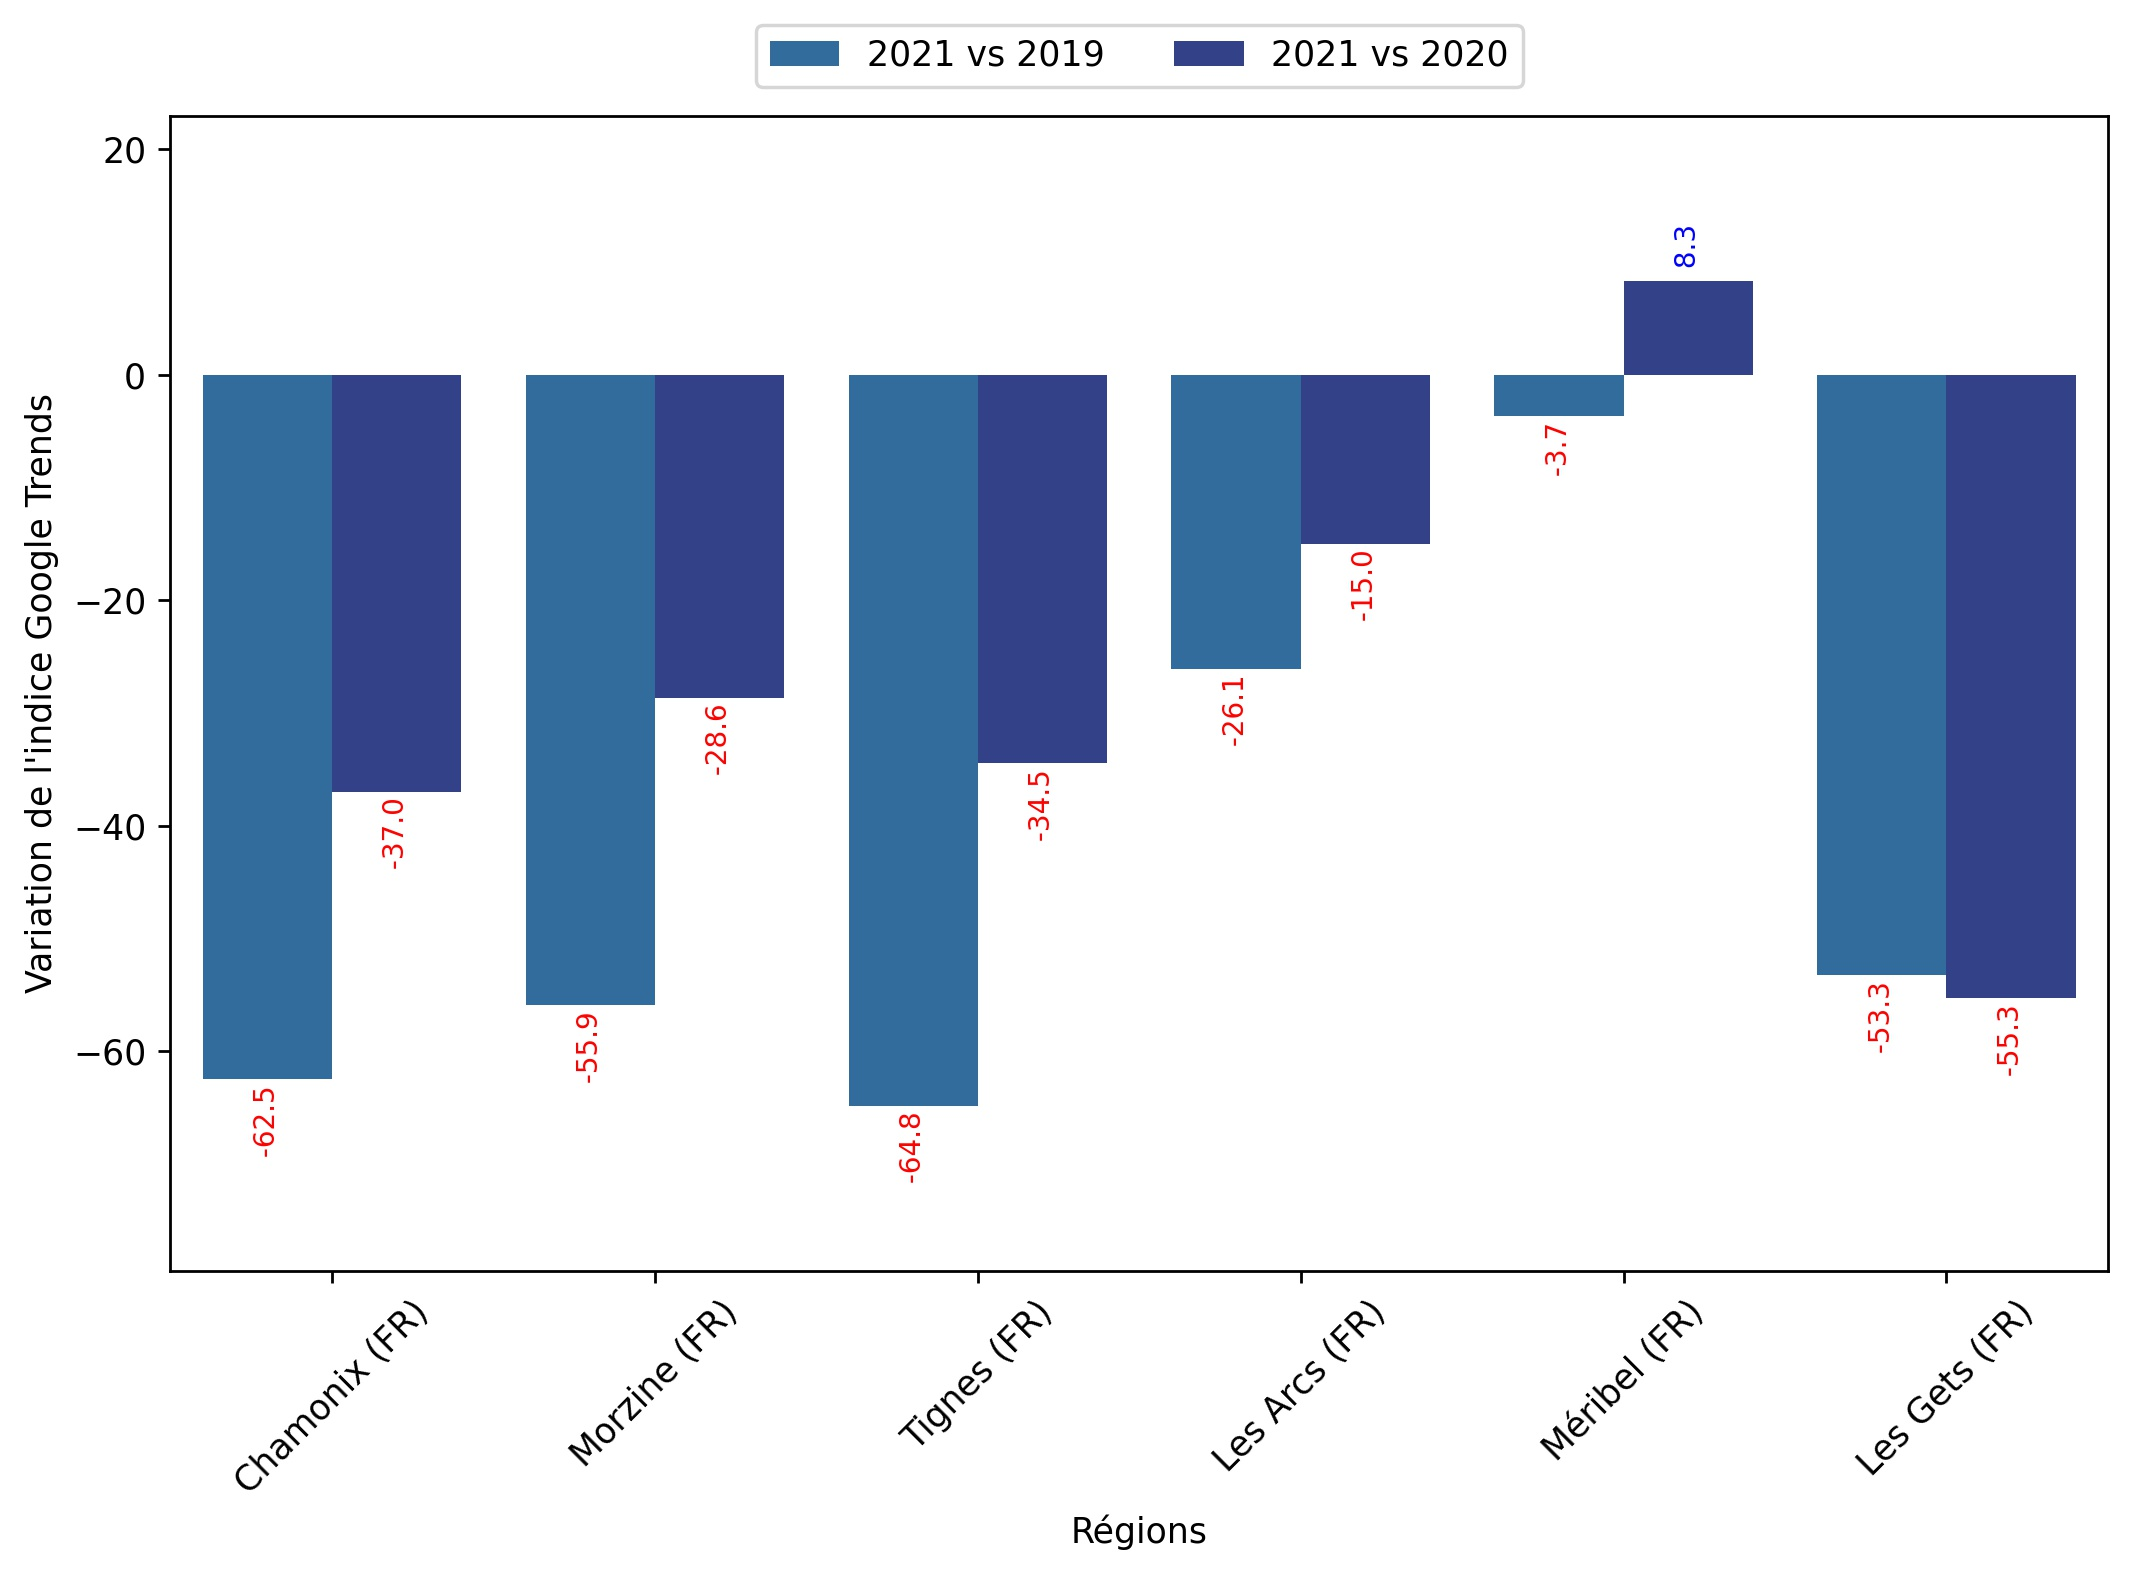 2021 vs 2019
2021 vs 2020
Variation de l'indice Google Trends
20
0
−20
−40
−60
-62.5
-37.0
-55.9
-28.6
-64.8
-34.5
-26.1
-15.0
-3.7
8.3
-53.3
-55.3
Chamonix (FR)
Morzine (FR)
Tignes (FR)
Les Arcs (FR)
Méribel (FR)
Les Gets (FR)
Régions